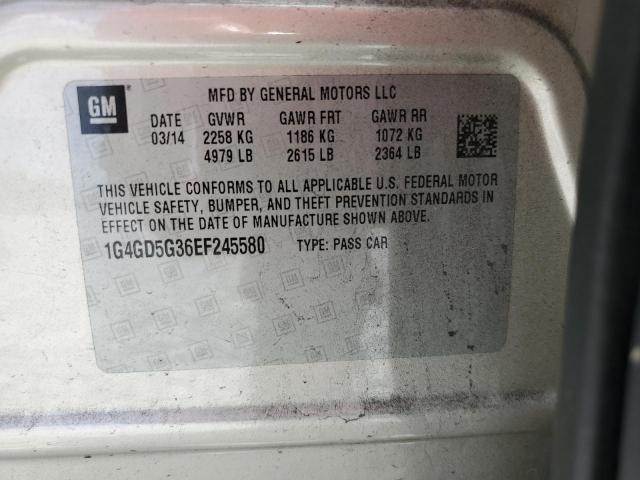 GM
MFD BY GENERAL MOTORS LLC
DATE GVWR GAWR FRT GAWR RR
03/14 2258 KG 1186 KG 1072 KG
4979 LB 2615 LB 2364 LB
THIS VEHICLE CONFORMS TO ALL APPLICABLE U.S. FEDERAL MOTOR
VEHICLE SAFETY, BUMPER, AND THEFT PREVENTION STANDARDS IN
EFFECT ON THE DATE OF MANUFACTURE SHOWN ABOVE.
1G4GD5G36EF245580 TYPE: PASS CAR